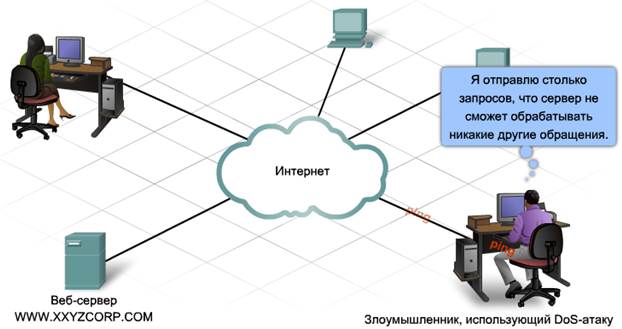 Я отправлю столько
запросов, что сервер не
сможет обрабатывать
никакие другие обращения.
Интернет
ping
ping
Веб-сервер
WWW.XXYZCORP.COM
Злоумышленник, использующий DoS-атаку